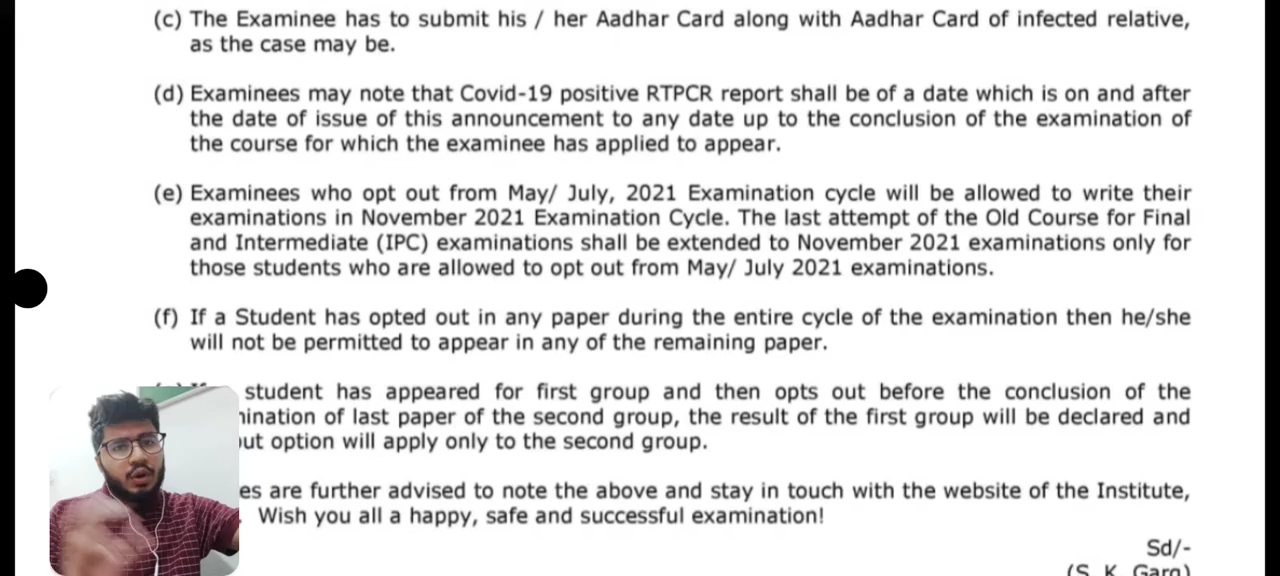 (c) The Examinee has to submit his / her Aadhar Card along with Aadhar Card of infected relative,
as the case may be.
(d) Examinees may note that Covid-19 positive RTPCR report shall be of a date which is on and after
the date of issue of this announcement to any date up to the conclusion of the examination of
the course for which the examinee has applied to appear.
(e) Examinees who opt out from May/ July, 2021 Examination cycle will be allowed to write their
examinations in November 2021 Examination Cycle. The last attempt of the Old Course for Final
and Intermediate (IPC) examinations shall be extended to November 2021 examinations only for
those students who are allowed to opt out from May/ July 2021 examinations.
(f) If a Student has opted out in any paper during the entire cycle of the examination then he/she
will not be permitted to appear in any of the remaining paper.
student has appeared for first group and then opts out before the conclusion of the
ination of last paper of the second group, the result of the first group will be declared and
ut option will apply only to the second group.
es are further advised to note the above and stay in touch with the website of the Institute,
Wish you all a happy, safe and successful examination!
Sd/-
(S. K. Garg)